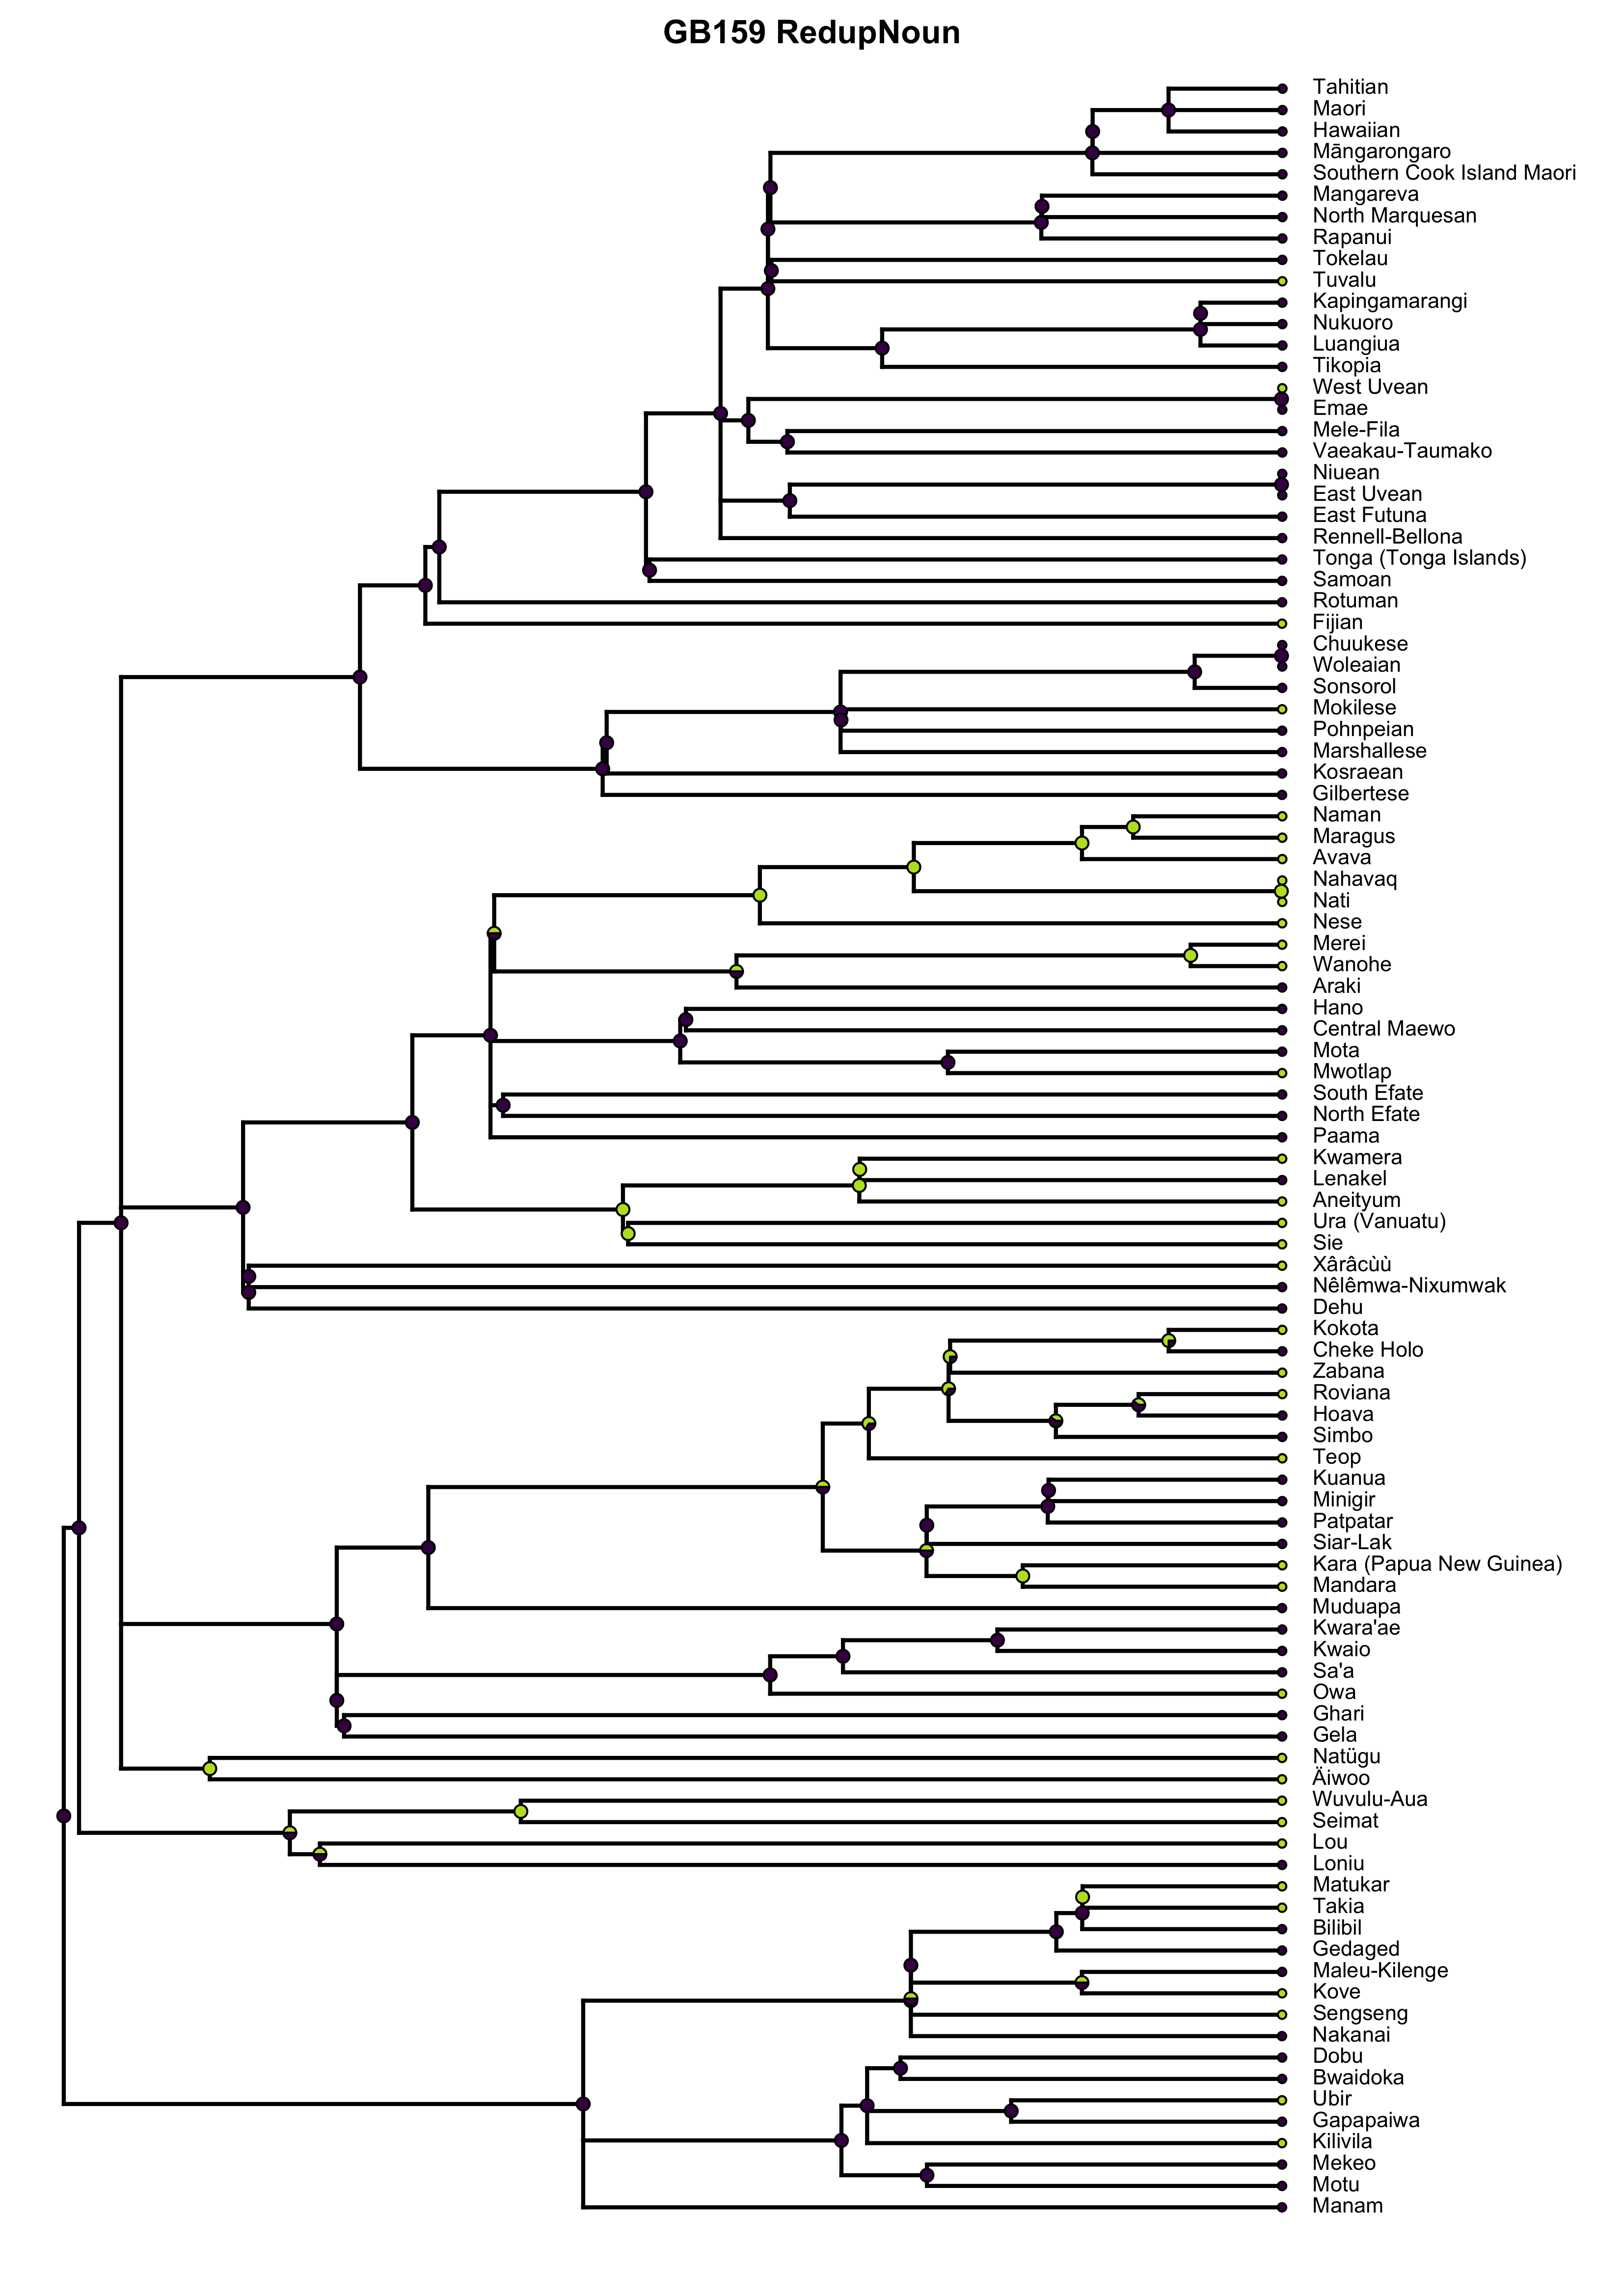 GB159 RedupNoun
Tahitian
Maori
Hawaiian
Māngarongaro
Southern Cook Island Maori
Mangareva
North Marquesan
Rapanui
Tokelau
Tuvalu
Kapingamarangi
Nukuoro
Luangiua
Tikopia
West Uvean
Emae
Mele-Fila
Vaeakau-Taumako
Niuean
East Uvean
East Futuna
Rennell-Bellona
Tonga (Tonga Islands)
Samoan
Rotuman
Fijian
Chuukese
Woleaian
Sonsorol
Mokilese
Pohnpeian
Marshallese
Kosraean
Gilbertese
Naman
Maragus
Avava
Nahavaq
Nati
Nese
Merei
Wanohe
Araki
Hano
Central Maewo
Mota
Mwotlap
South Efate
North Efate
Paama
Kwamera
Lenakel
Aneityum
Ura (Vanuatu)
Sie
Xârâcùù
Nêlêmwa-Nixumwak
Dehu
Kokota
Cheke Holo
Zabana
Roviana
Hoava
Simbo
Teop
Kuanua
Minigir
Patpatar
Siar-Lak
Kara (Papua New Guinea)
Mandara
Muduapa
Kwara'ae
Kwaio
Sa'a
Owa
Ghari
Gela
Natügu
Äiwoo
Wuvulu-Aua
Seimat
Lou
Loniu
Matukar
Takia
Bilibil
Gedaged
Maleu-Kilenge
Kove
Sengseng
Nakanai
Dobu
Bwaidoka
Ubir
Gapapaiwa
Kilivila
Mekeo
Motu
Manam